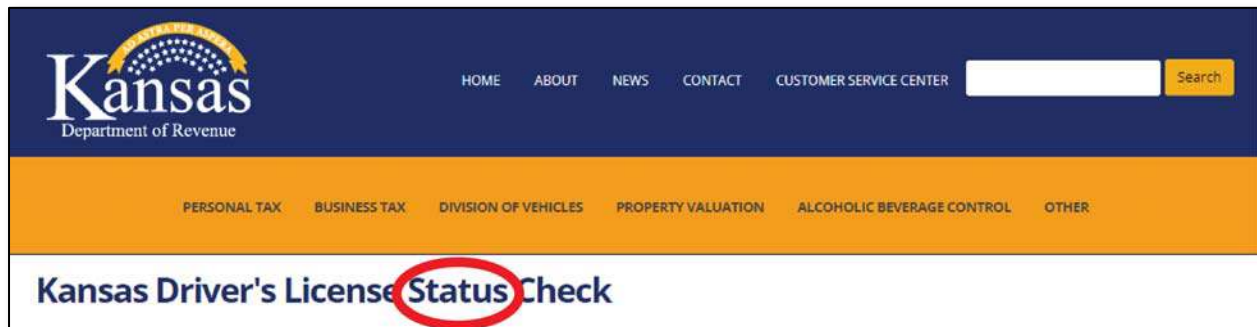 AD ASTRA PER ASPERA
Kansas
Department of Revenue
HOME ABOUT NEWS CONTACT CUSTOMER SERVICE CENTER Search
PERSONAL TAX BUSINESS TAX DIVISION OF VEHICLES PROPERTY VALUATION ALCOHOLIC BEVERAGE CONTROL OTHER
Kansas Driver's License Status Check